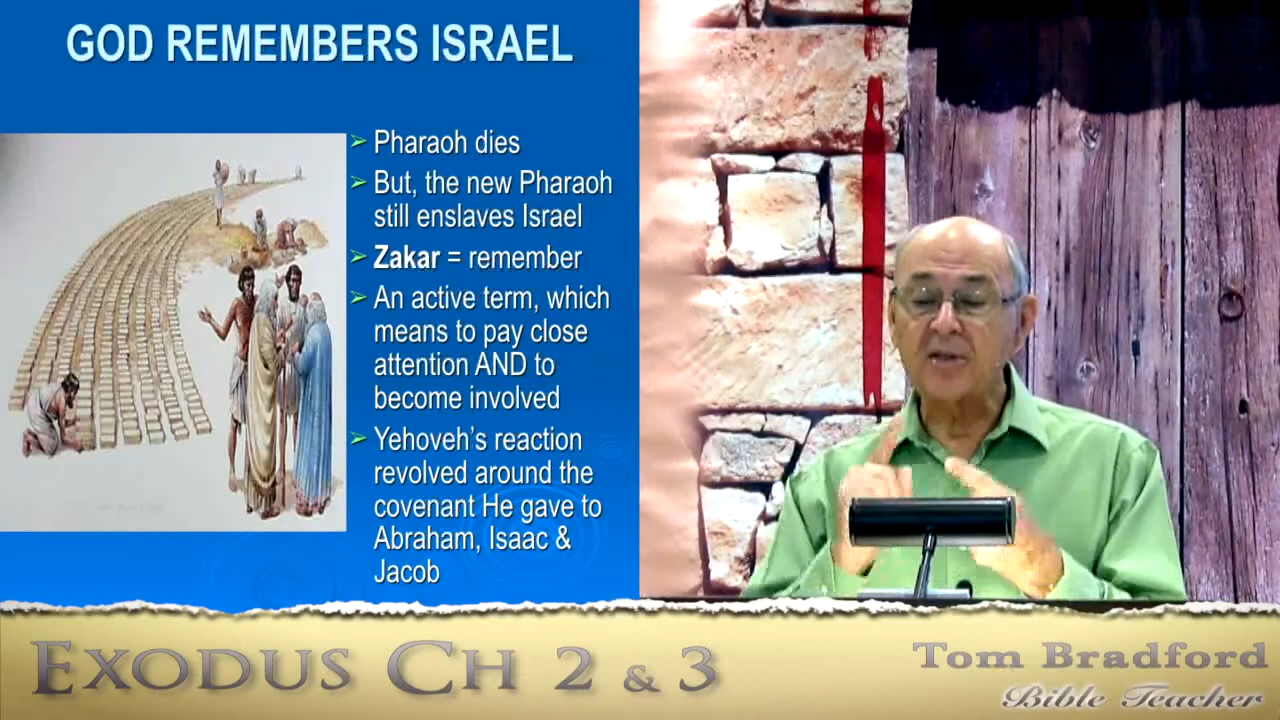 GOD REMEMBERS ISRAEL
➢ Pharaoh dies
➢ But, the new Pharaoh
still enslaves Israel
➢ Zakar = remember
➢ An active term, which
means to pay close
attention AND to
become involved
➢ Yehoveh's reaction
revolved around the
covenant He gave to
Abraham, Isaac &
Jacob
EXODUS CH 2 & 3
Tom Bradford
Bible Teacher